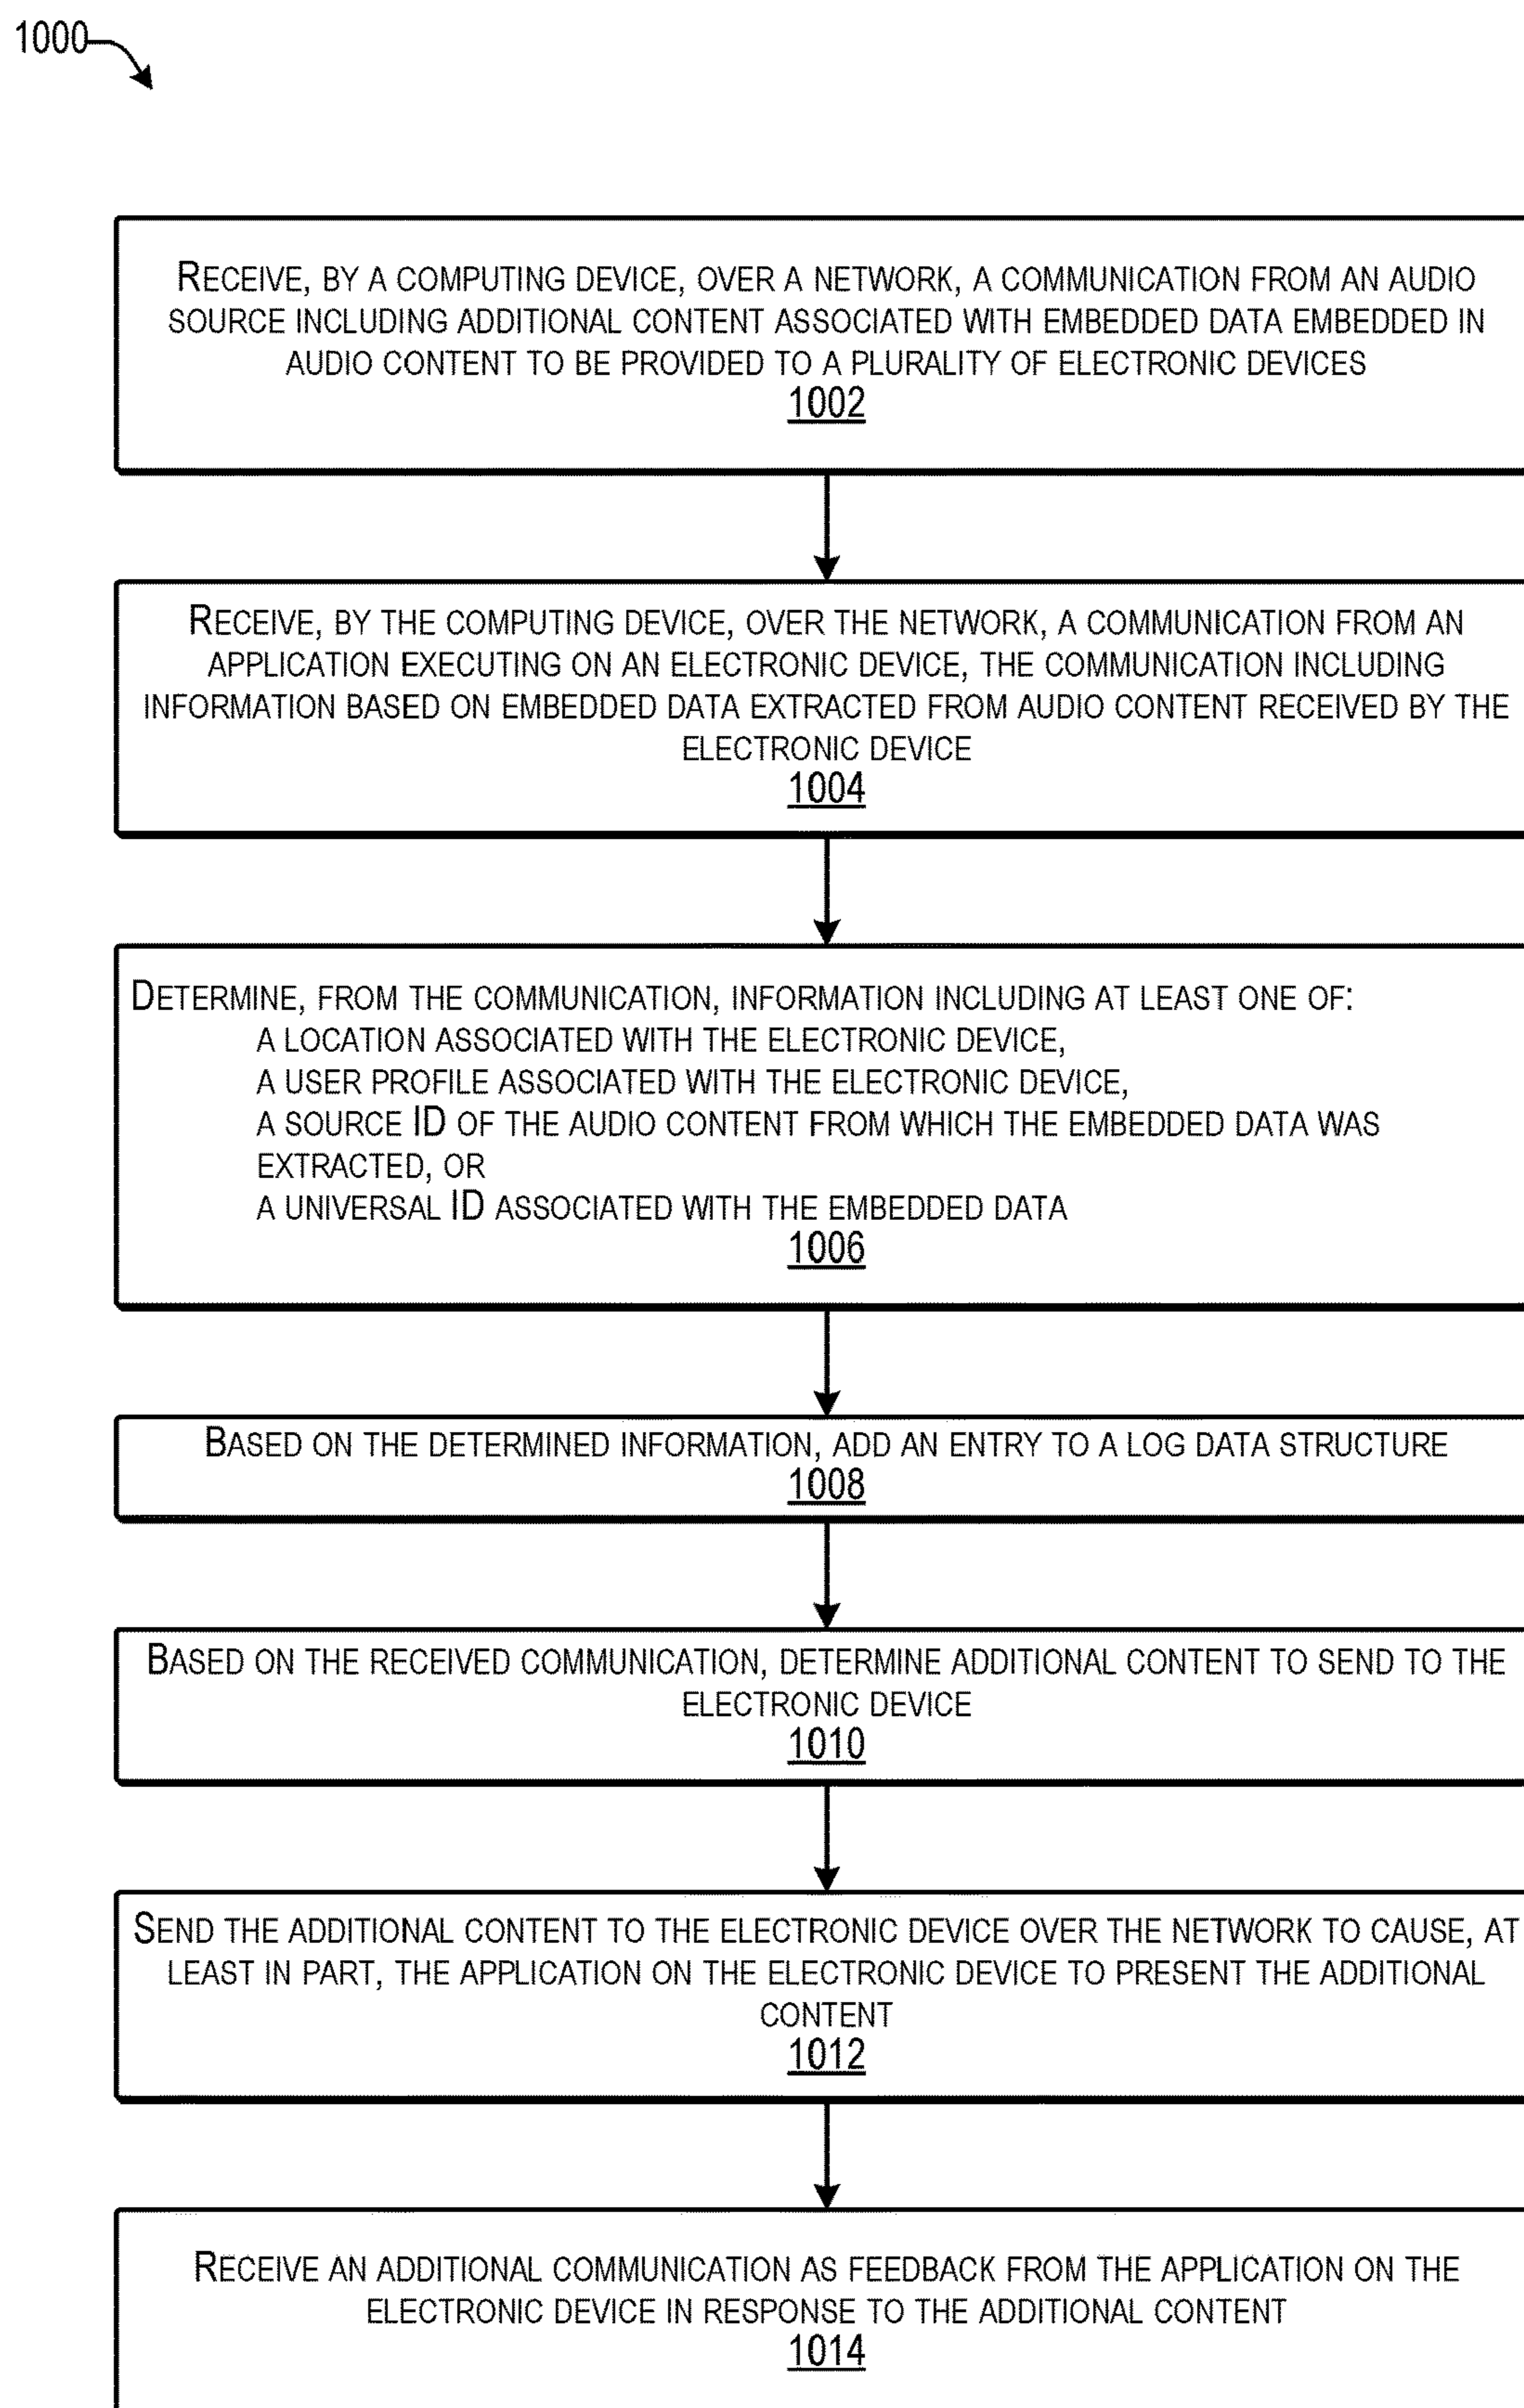 1000
RECEIVE, BY A COMPUTING DEVICE, OVER A NETWORK, A COMMUNICATION FROM AN AUDIO
SOURCE INCLUDING ADDITIONAL CONTENT ASSOCIATED WITH EMBEDDED DATA EMBEDDED IN
AUDIO CONTENT TO BE PROVIDED TO A PLURALITY OF ELECTRONIC DEVICES
1002
RECEIVE, BY THE COMPUTING DEVICE, OVER THE NETWORK, A COMMUNICATION FROM AN
APPLICATION EXECUTING ON AN ELECTRONIC DEVICE, THE COMMUNICATION INCLUDING
INFORMATION BASED ON EMBEDDED DATA EXTRACTED FROM AUDIO CONTENT RECEIVED BY THE
ELECTRONIC DEVICE
1004
DETERMINE, FROM THE COMMUNICATION, INFORMATION INCLUDING AT LEAST ONE OF:
A LOCATION ASSOCIATED WITH THE ELECTRONIC DEVICE,
A USER PROFILE ASSOCIATED WITH THE ELECTRONIC DEVICE,
A SOURCE ID OF THE AUDIO CONTENT FROM WHICH THE EMBEDDED DATA WAS
EXTRACTED, OR
A UNIVERSAL ID ASSOCIATED WITH THE EMBEDDED DATA
1006
BASED ON THE DETERMINED INFORMATION, ADD AN ENTRY TO A LOG DATA STRUCTURE
1008
BASED ON THE RECEIVED COMMUNICATION, DETERMINE ADDITIONAL CONTENT TO SEND TO THE
ELECTRONIC DEVICE
1010
SEND THE ADDITIONAL CONTENT TO THE ELECTRONIC DEVICE OVER THE NETWORK TO CAUSE, AT
LEAST IN PART, THE APPLICATION ON THE ELECTRONIC DEVICE TO PRESENT THE ADDITIONAL
CONTENT
1012
RECEIVE AN ADDITIONAL COMMUNICATION AS FEEDBACK FROM THE APPLICATION ON THE
ELECTRONIC DEVICE IN RESPONSE TO THE ADDITIONAL CONTENT
1014